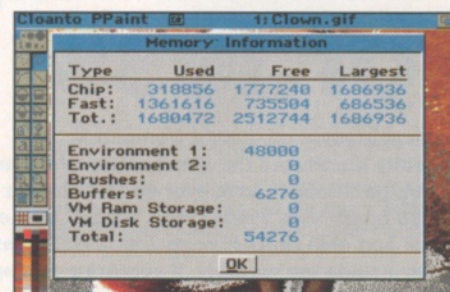 Cloanto PPaint 1:Clown.gif
Memory Information
Type Used Free Largest
Chip: 318856 1777240 1686936
Fast: 1361616 735504 686536
Tot.: 1680472 2512744 1686936
Environment 1: 48000
Environment 2: 0
Brushes: 0
Buffers: 6276
VM Ram Storage: 0
VM Disk Storage: 0
Total: 54276
OK